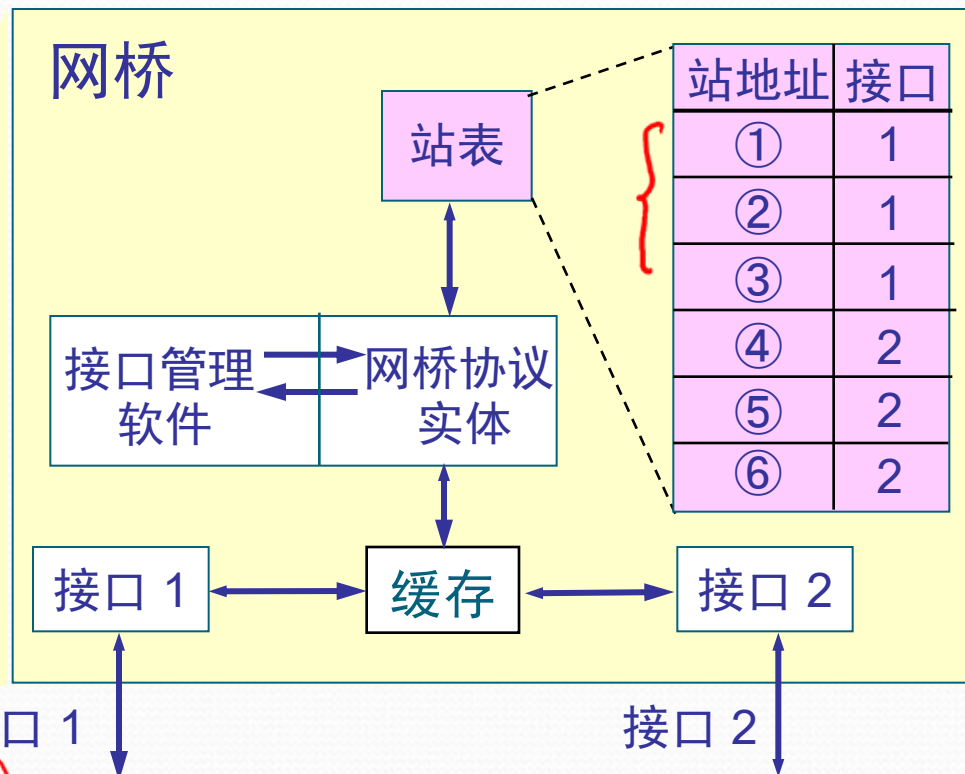 网桥
站表
站地址 接口
① 1
② 1
③ 1
④ 2
⑤ 2
⑥ 2
接口管理
软件
网桥协议
实体
接口 1
缓存
接口 2
口 1
接口 2